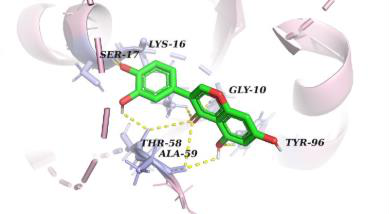 LYS-16
SER-17
GLY-10
THR-58
TYR-96
ALA-59